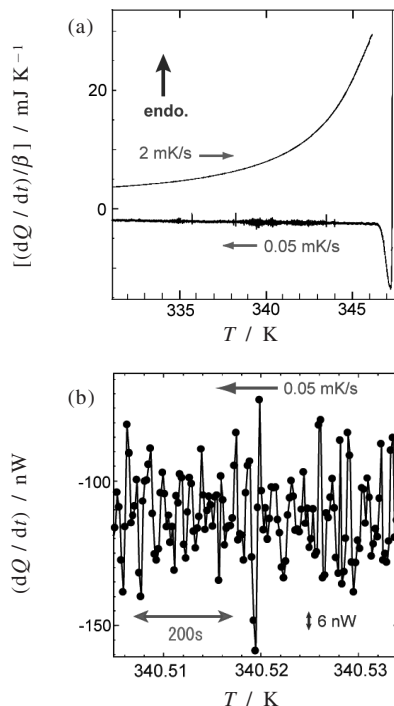 (a)
[(dQ / dt)/β] / mJ K⁻¹
20
0
endo.
2 mK/s
0.05 mK/s
335 340 345
T / K
(b)
(dQ / dt) / nW
-100
-150
0.05 mK/s
200s
6 nW
340.51 340.52 340.53
T / K